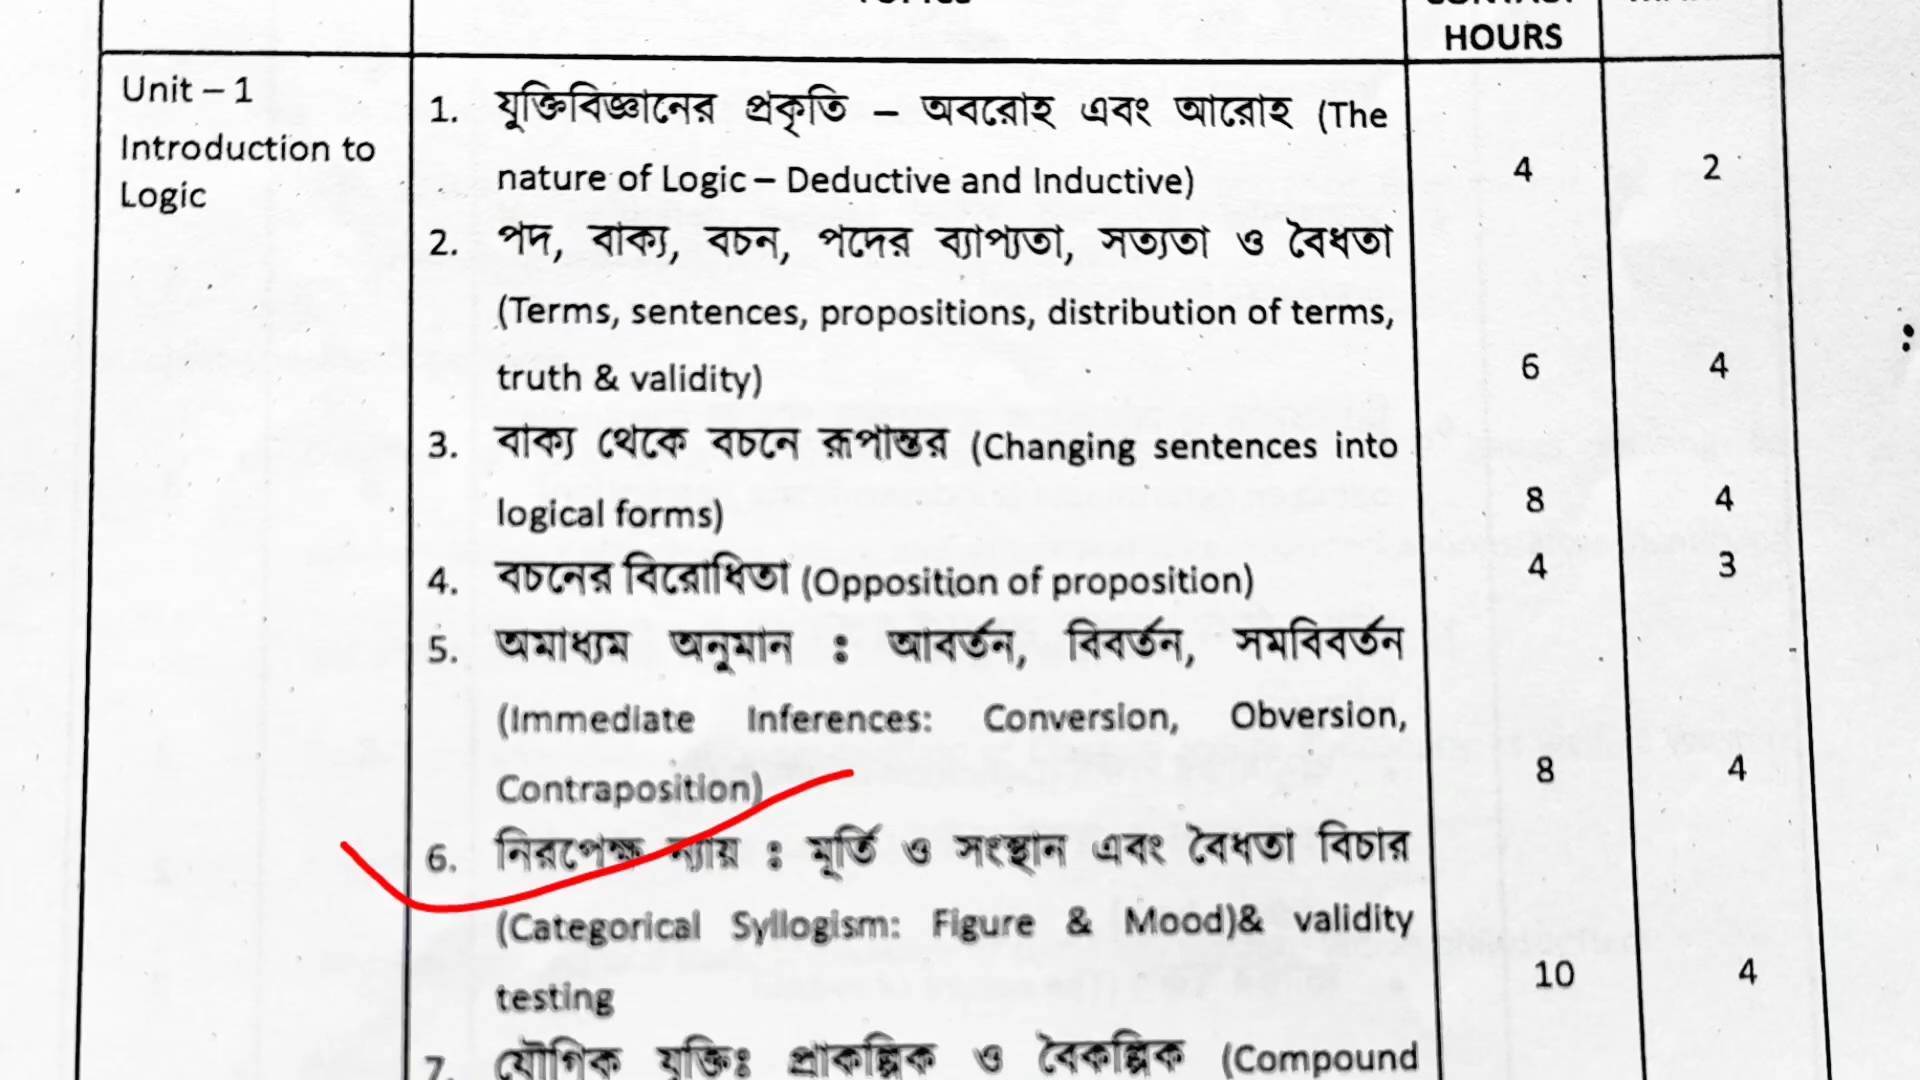 HOURS
Unit – 1
Introduction to
Logic
1. যুক্তিবিজ্ঞানের প্রকৃতি – অবরোহ এবং আরোহ (The
nature of Logic – Deductive and Inductive) 4 2
2. পদ, বাক্য, বচন, পদের ব্যাপ্যতা, সত্যতা ও বৈধতা
(Terms, sentences, propositions, distribution of terms,
truth & validity) 6 4
3. বাক্য থেকে বচনে রূপান্তর (Changing sentences into
logical forms) 8 4
4. বচনের বিরোধিতা (Opposition of proposition) 4 3
5. অমাধ্যম অনুমান : আবর্তন, বিবর্তন, সমবিবর্তন
(Immediate Inferences: Conversion, Obversion,
Contraposition) 8 4
6. নিরপেক্ষ ন্যায় : মূর্তি ও সংস্থান এবং বৈধতা বিচার
(Categorical Syllogism: Figure & Mood)& validity
testing 10 4
7. যৌগিক যুক্তিঃ প্রাকল্পিক ও বৈকল্পিক (Compound